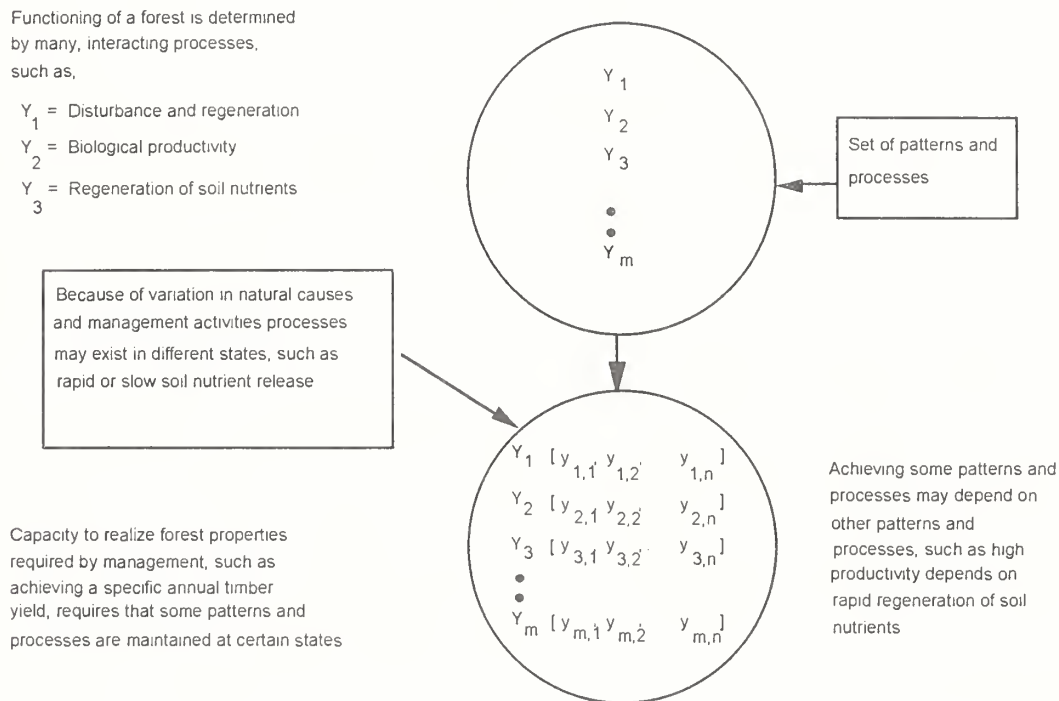 Functioning of a forest is determined
by many, interacting processes,
such as,
Y1 = Disturbance and regeneration
Y2 = Biological productivity
Y3 = Regeneration of soil nutrients
Y1
Y2
Y3
Ym
Set of patterns and
processes
Because of variation in natural causes
and management activities processes
may exist in different states, such as
rapid or slow soil nutrient release
Y1 [y1,1, y1,2, y1,n]
Y2 [y2,1 y2,2, y2,n]
Y3 [y3,1 y3,2, y3,n]
Ym [ym,1 ym,2, ym,n]
Capacity to realize forest properties
required by management, such as
achieving a specific annual timber
yield, requires that some patterns and
processes are maintained at certain states
Achieving some patterns and
processes may depend on
other patterns and
processes, such as high
productivity depends on
rapid regeneration of soil
nutrients